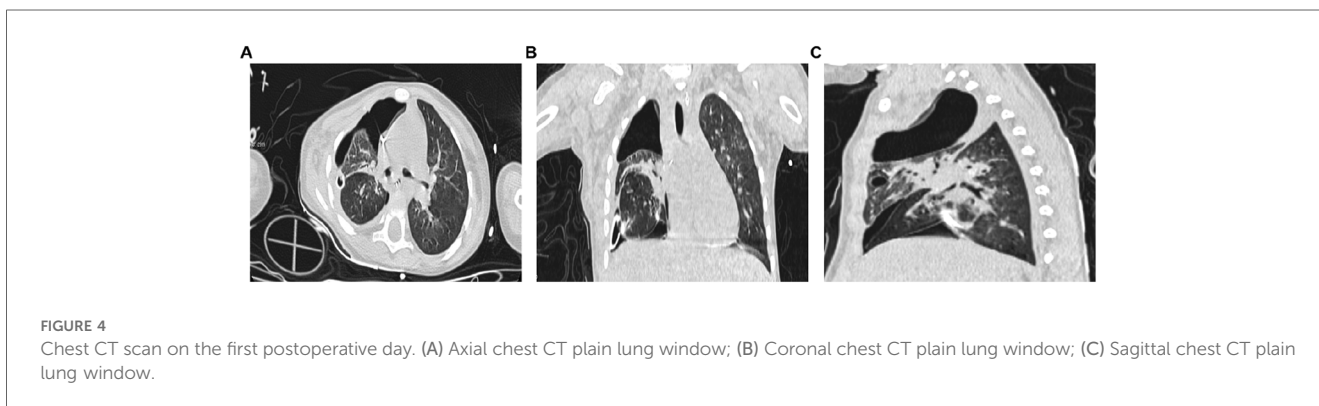 A
B
C
7
FIGURE 4
Chest CT scan on the first postoperative day. (A) Axial chest CT plain lung window; (B) Coronal chest CT plain lung window; (C) Sagittal chest CT plain
lung window.